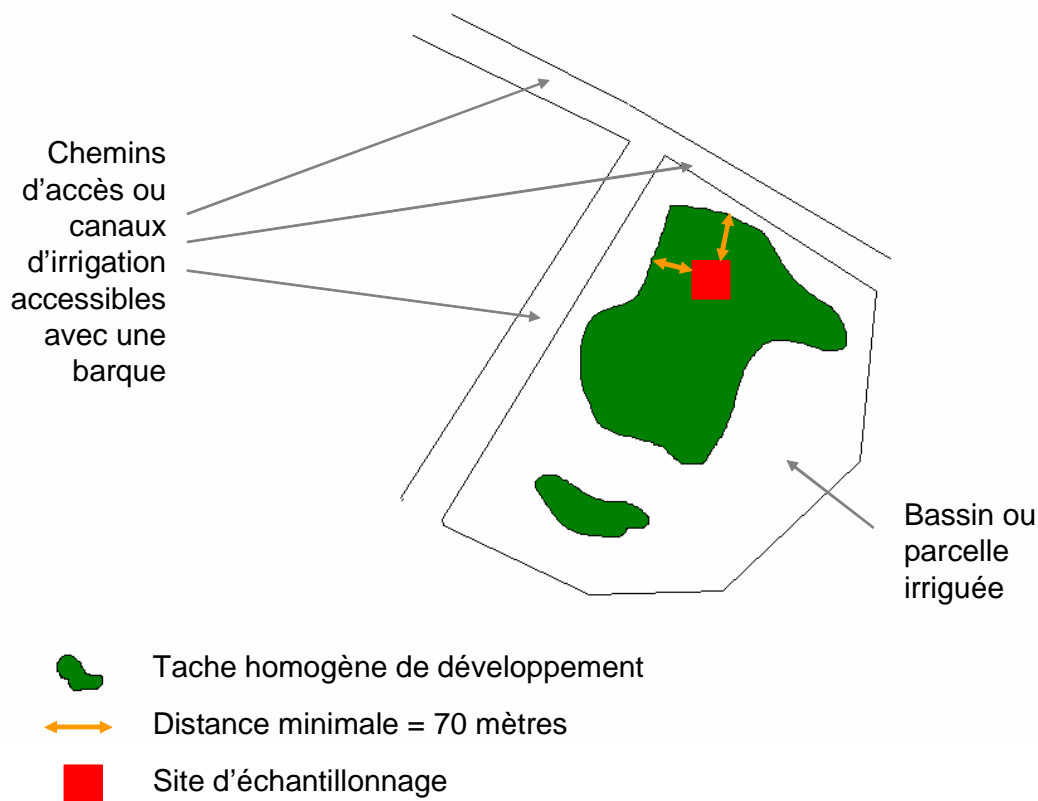 Chemins
d'accès ou
canaux
d'irrigation
accessibles
avec une
barque
Bassin ou
parcelle
irriguée
Tache homogène de développement
Distance minimale = 70 mètres
Site d'échantillonnage